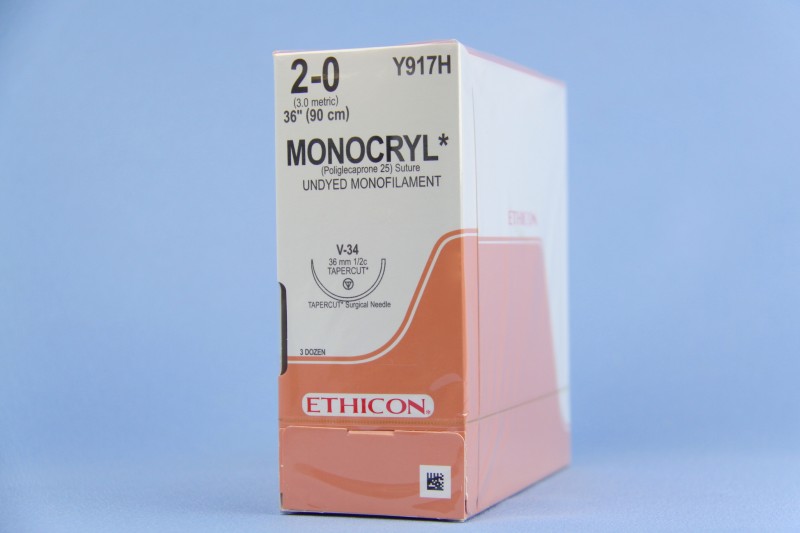 2-0
Y917H
(3.0 metric)
36" (90 cm)
MONOCRYL*
(Poliglecaprone 25) Suture
UNDYED MONOFILAMENT
V-34
36 mm 1/2c
TAPERCUT*
TAPERCUT* Surgical Needle
3 DOZEN
ETHICON®
ETHICON